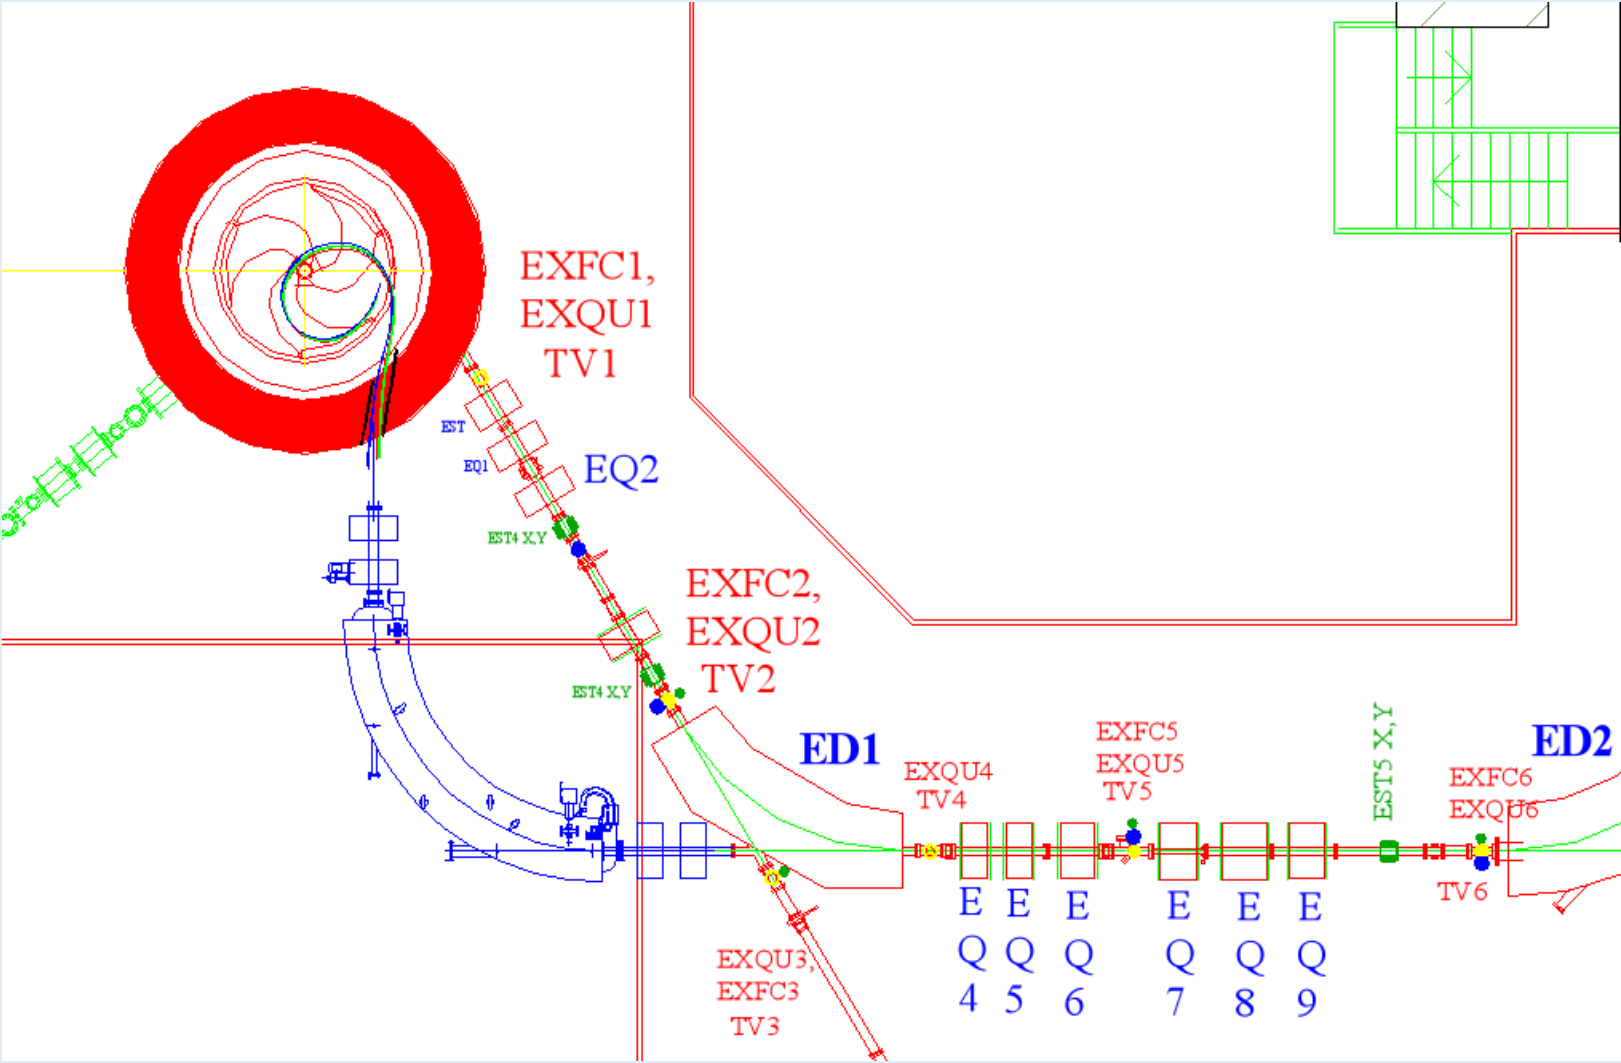 EXFC1,
EXQU1
TV1
EST
EQ1
EQ2
EST4 X,Y
EXFC2,
EXQU2
TV2
EST4 X,Y
ED1
EXQU4
TV4
EXFC5
EXQU5
TV5
EST5 X,Y
ED2
EXFC6
EXQU6
TV6
E
Q
4
E
Q
5
E
Q
6
E
Q
7
E
Q
8
E
Q
9
EXQU3,
EXFC3
TV3